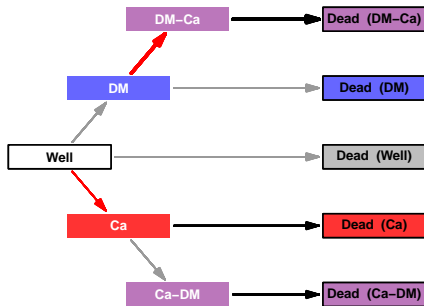 DM−Ca Dead (DM−Ca)
DM Dead (DM)
Well Dead (Well)
Ca Dead (Ca)
Ca−DM Dead (Ca−DM)